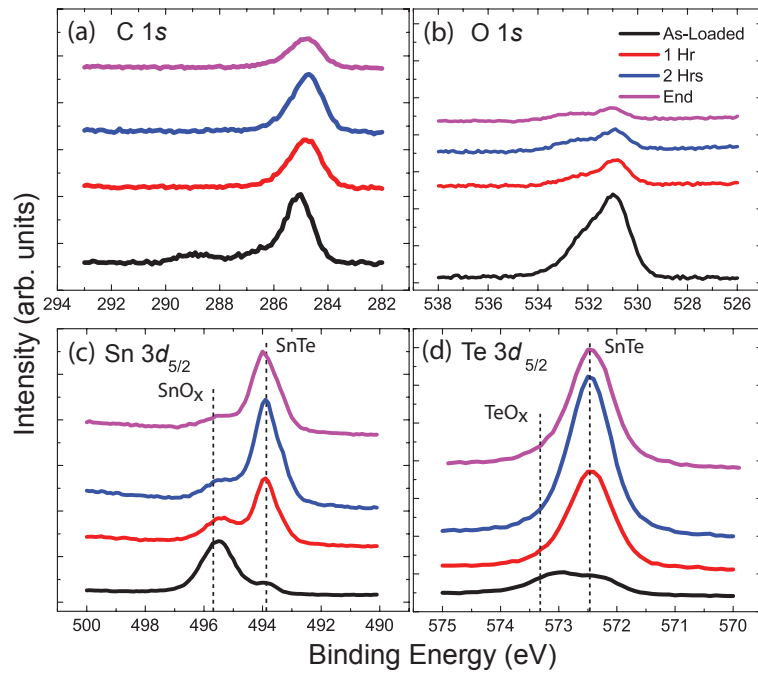 (a) C 1s
294 292 290 288 286 284 282
(b) O 1s
As-Loaded
1 Hr
2 Hrs
End
538 536 534 532 530 528 526
(c) Sn 3d5/2
SnOx
SnTe
500 498 496 494 492 490
(d) Te 3d5/2
SnTe
TeOx
575 574 573 572 571 570
Intensity (arb. units)
Binding Energy (eV)